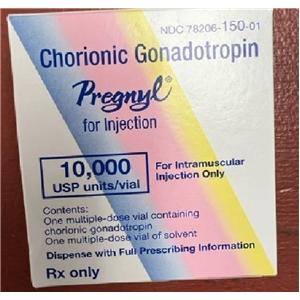 NDC 78206-150-01
Chorionic Gonadotropin
Pregnyl®
for Injection
10,000
USP units/vial
For Intramuscular
Injection Only
Contents:
One multiple-dose vial containing
chorionic gonadotropin
One multiple-dose vial of solvent
Dispense with Full Prescribing Information
Rx only